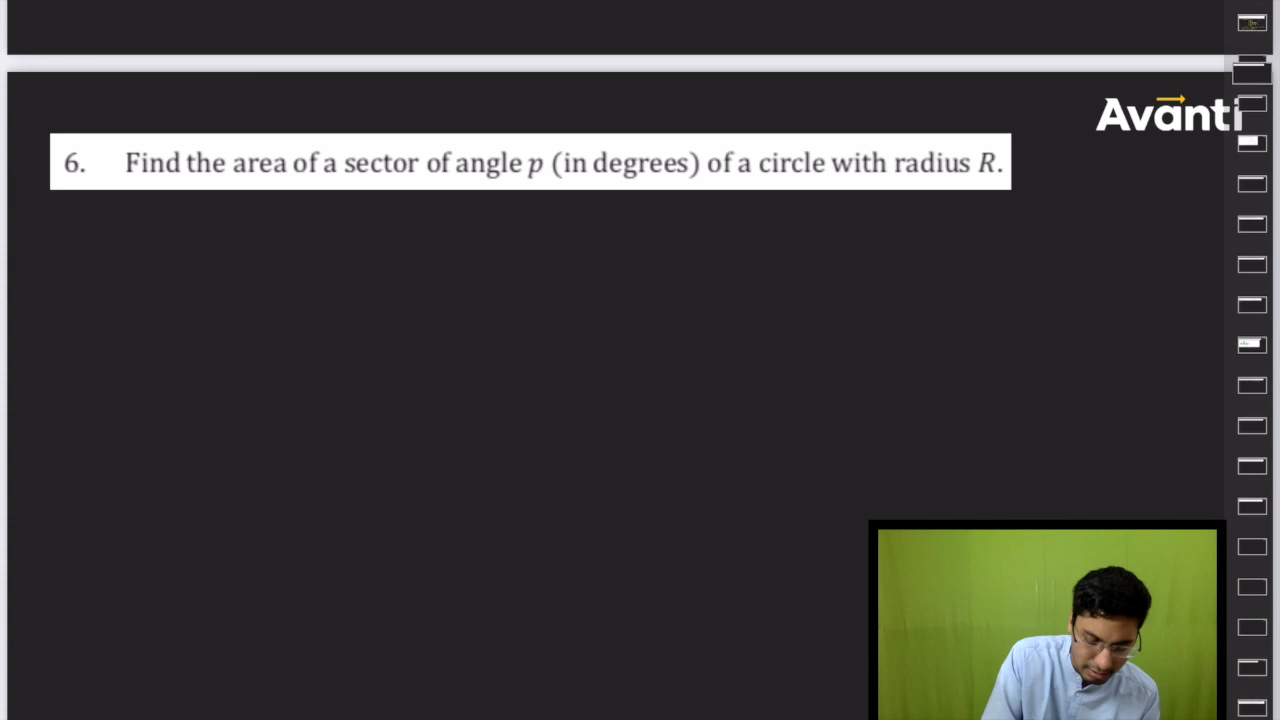 Avanti
6. Find the area of a sector of angle p (in degrees) of a circle with radius R.